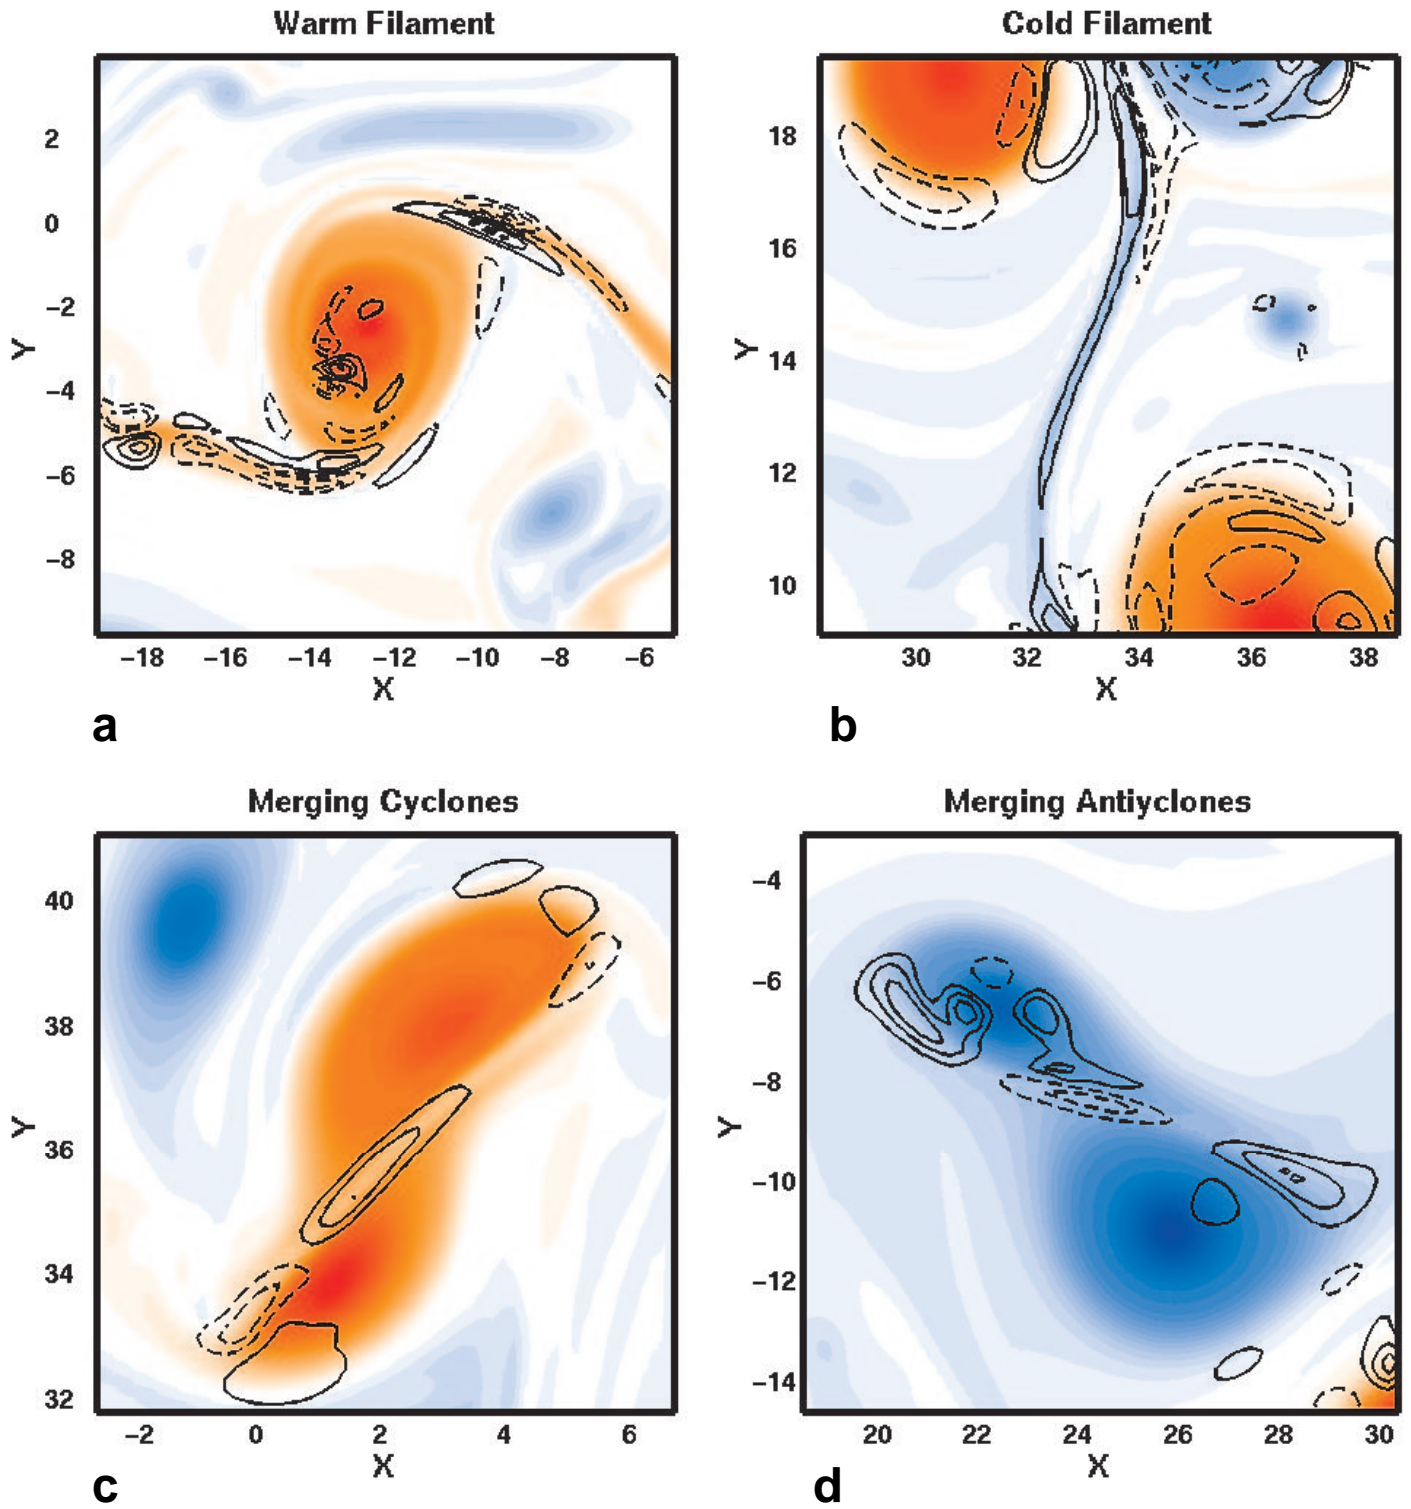 Warm Filament
2
0
−2
−4
−6
−8
Y
−18 −16 −14 −12 −10 −8 −6
X
a
Cold Filament
18
16
14
12
10
Y
30 32 34 36 38
X
b
Merging Cyclones
40
38
36
34
32
Y
−2 0 2 4 6
X
c
Merging Antiyclones
−4
−6
−8
−10
−12
−14
Y
20 22 24 26 28 30
X
d